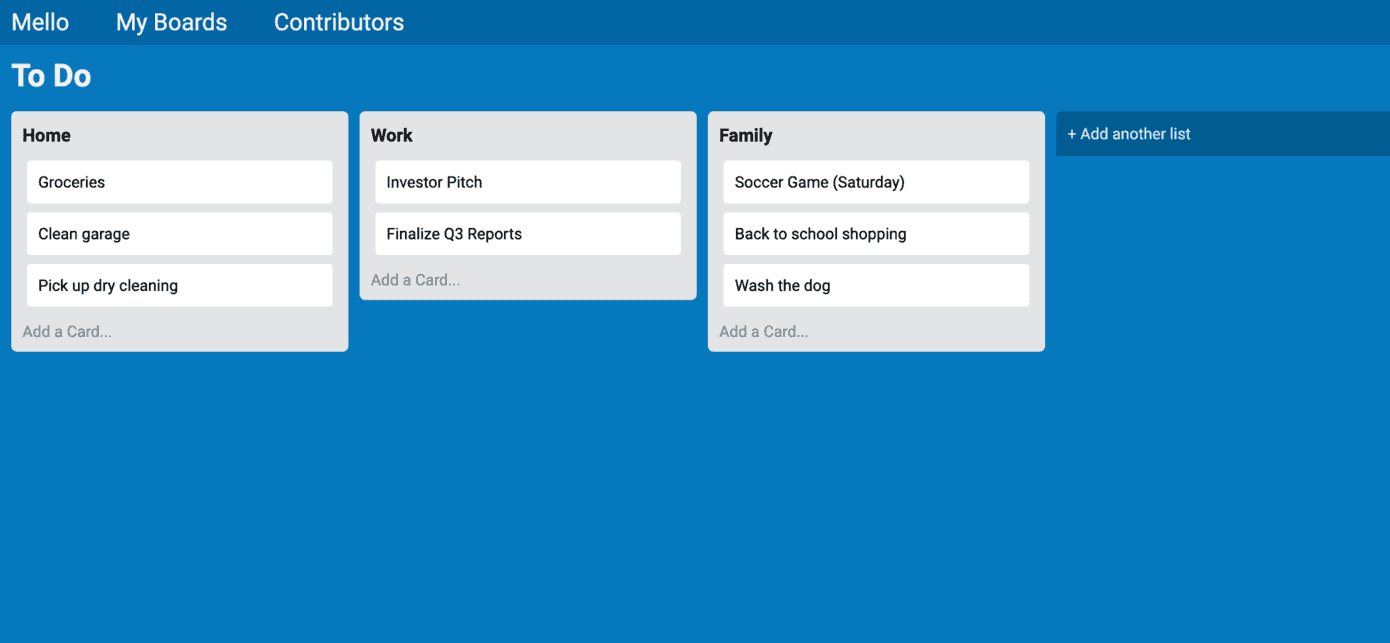 Mello My Boards Contributors
To Do
Home
Groceries
Clean garage
Pick up dry cleaning
Add a Card...
Work
Investor Pitch
Finalize Q3 Reports
Add a Card...
Family
Soccer Game (Saturday)
Back to school shopping
Wash the dog
Add a Card...
+ Add another list